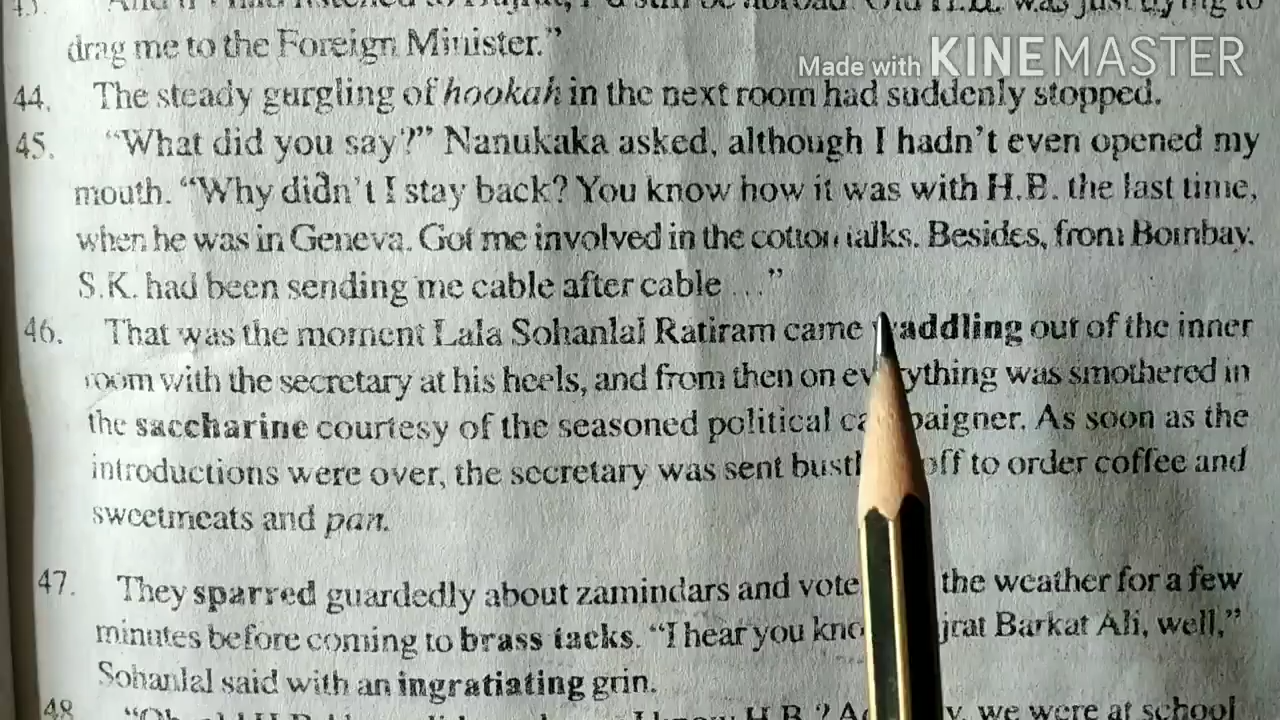 drag me to the Foreign Minister.”
Made with KINEMASTER
44. The steady gurgling of hookah in the next room had suddenly stopped.
45. “What did you say?” Nanukaka asked, although I hadn’t even opened my
mouth. “Why didn’t I stay back? You know how it was with H.B. the last time,
when he was in Geneva. Got me involved in the cotton talks. Besides, from Bombay.
S.K. had been sending me cable after cable ...”
46. That was the moment Lala Sohanlal Ratiram came waddling out of the inner
room with the secretary at his heels, and from then on everything was smothered in
the saccharine courtesy of the seasoned political campaigner. As soon as the
introductions were over, the secretary was sent off to order coffee and
sweetmeats and pan.
47. They sparred guardedly about zamindars and the weather for a few
minutes before coming to brass tacks. “I hear you Barkat Ali, well,”
Sohanlal said with an ingratiating grin.
48 we were at school